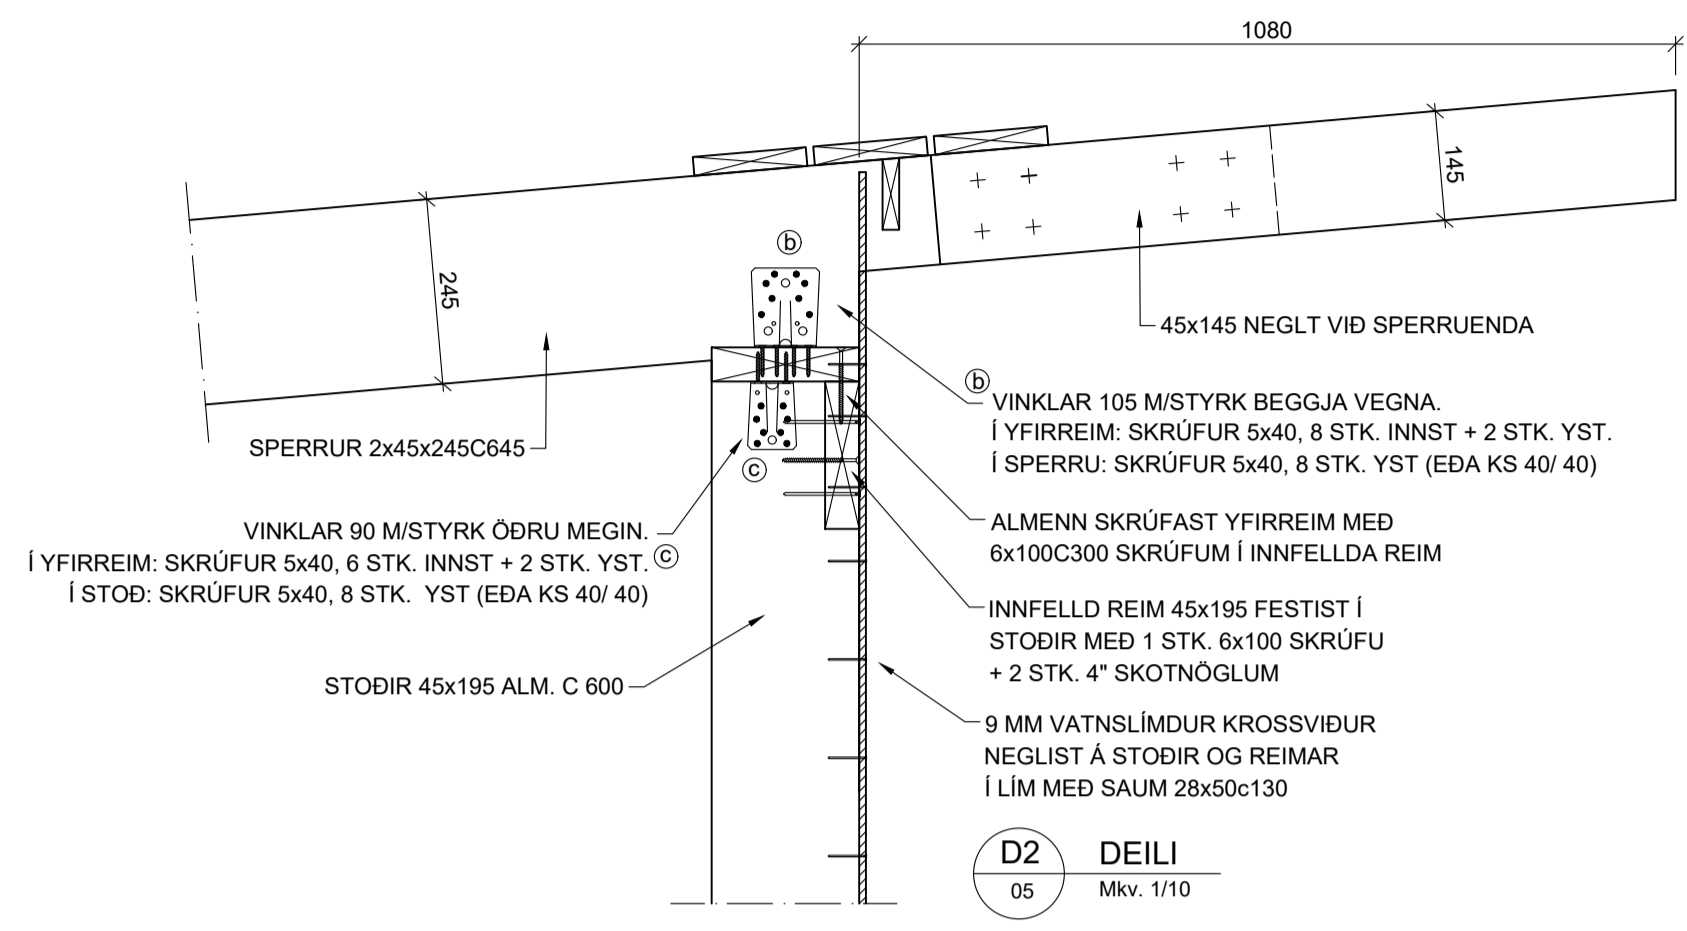 1080
145
245
ⓑ
45x145 NEGLT VIÐ SPERRUENDA
ⓑ
VINKLAR 105 M/STYRK BEGGJA VEGNA.
Í YFIRREIM: SKRÚFUR 5x40, 8 STK. INNST + 2 STK. YST.
Í SPERRU: SKRÚFUR 5x40, 8 STK. YST (EÐA KS 40/ 40)
SPERRUR 2x45x245C645
ⓒ
VINKLAR 90 M/STYRK ÖÐRU MEGIN.
Í YFIRREIM: SKRÚFUR 5x40, 6 STK. INNST + 2 STK. YST. ⓒ
Í STOÐ: SKRÚFUR 5x40, 8 STK. YST (EÐA KS 40/ 40)
ALMENN SKRÚFAST YFIRREIM MEÐ
6x100C300 SKRÚFUM Í INNFELLDA REIM
INNFELLD REIM 45x195 FESTIST Í
STOÐIR MEÐ 1 STK. 6x100 SKRÚFU
+ 2 STK. 4" SKOTNÖGLUM
STOÐIR 45x195 ALM. C 600
9 MM VATNSLÍMDUR KROSSVIÐUR
NEGLIST Á STOÐIR OG REIMAR
Í LÍM MEÐ SAUM 28x50c130
D2 DEILI
05 Mkv. 1/10